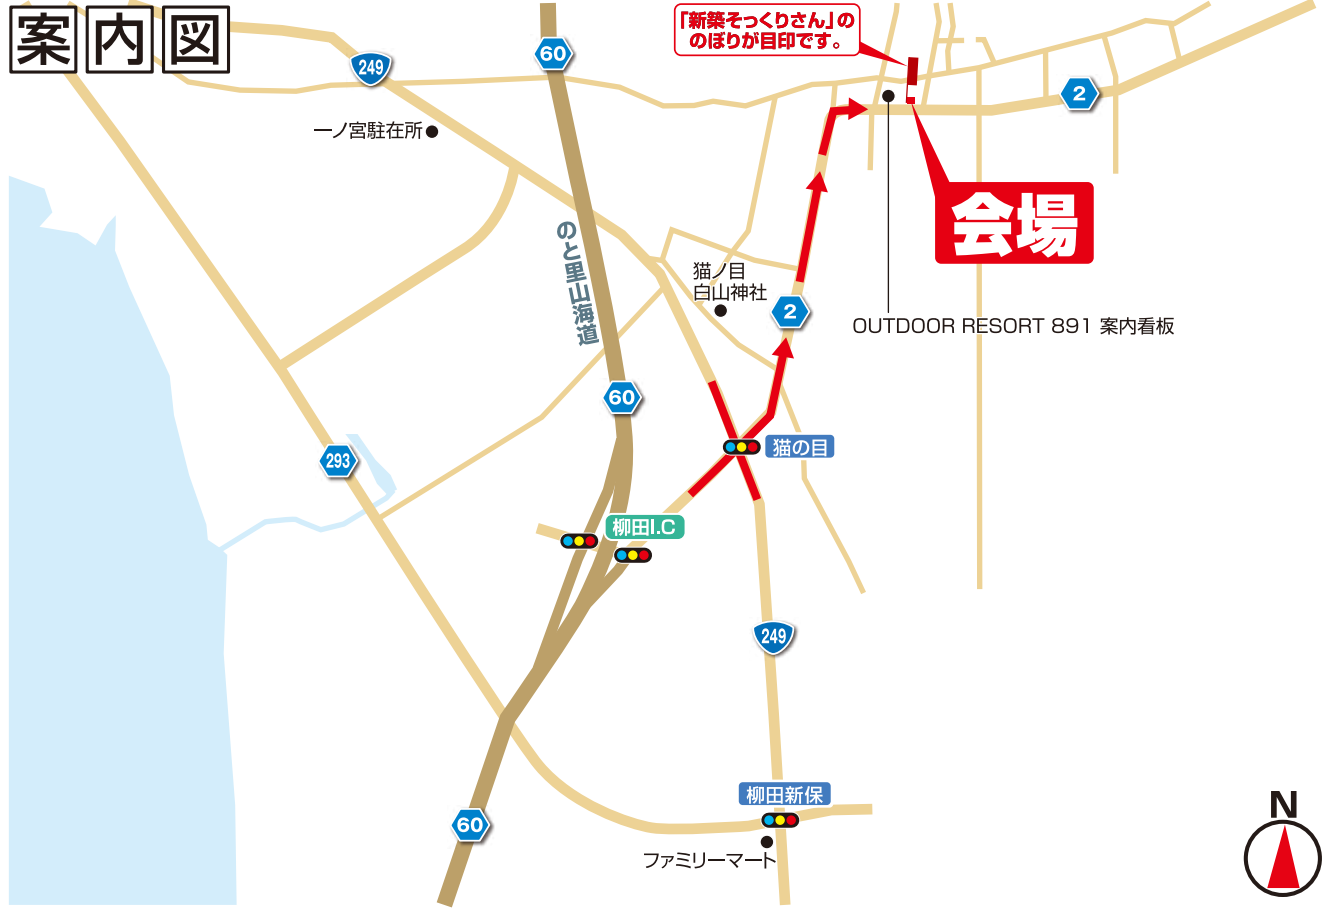 案内図
「新築そっくりさん」の
のぼりが目印です。
60
249
2
一ノ宮駐在所
会場
のと里山海道
猫ノ目
白山神社
2
OUTDOOR RESORT 891 案内看板
60
猫の目
293
柳田I.C
249
柳田新保
60
ファミリーマート
N